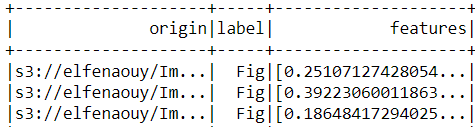 +--------------------+-----+--------------------+
|              origin|label|            features|
+--------------------+-----+--------------------+
|s3://elfenaouy/Im...|  Fig|[0.25107127428054...|
|s3://elfenaouy/Im...|  Fig|[0.39223060011863...|
|s3://elfenaouy/Im...|  Fig|[0.18648417294025...|